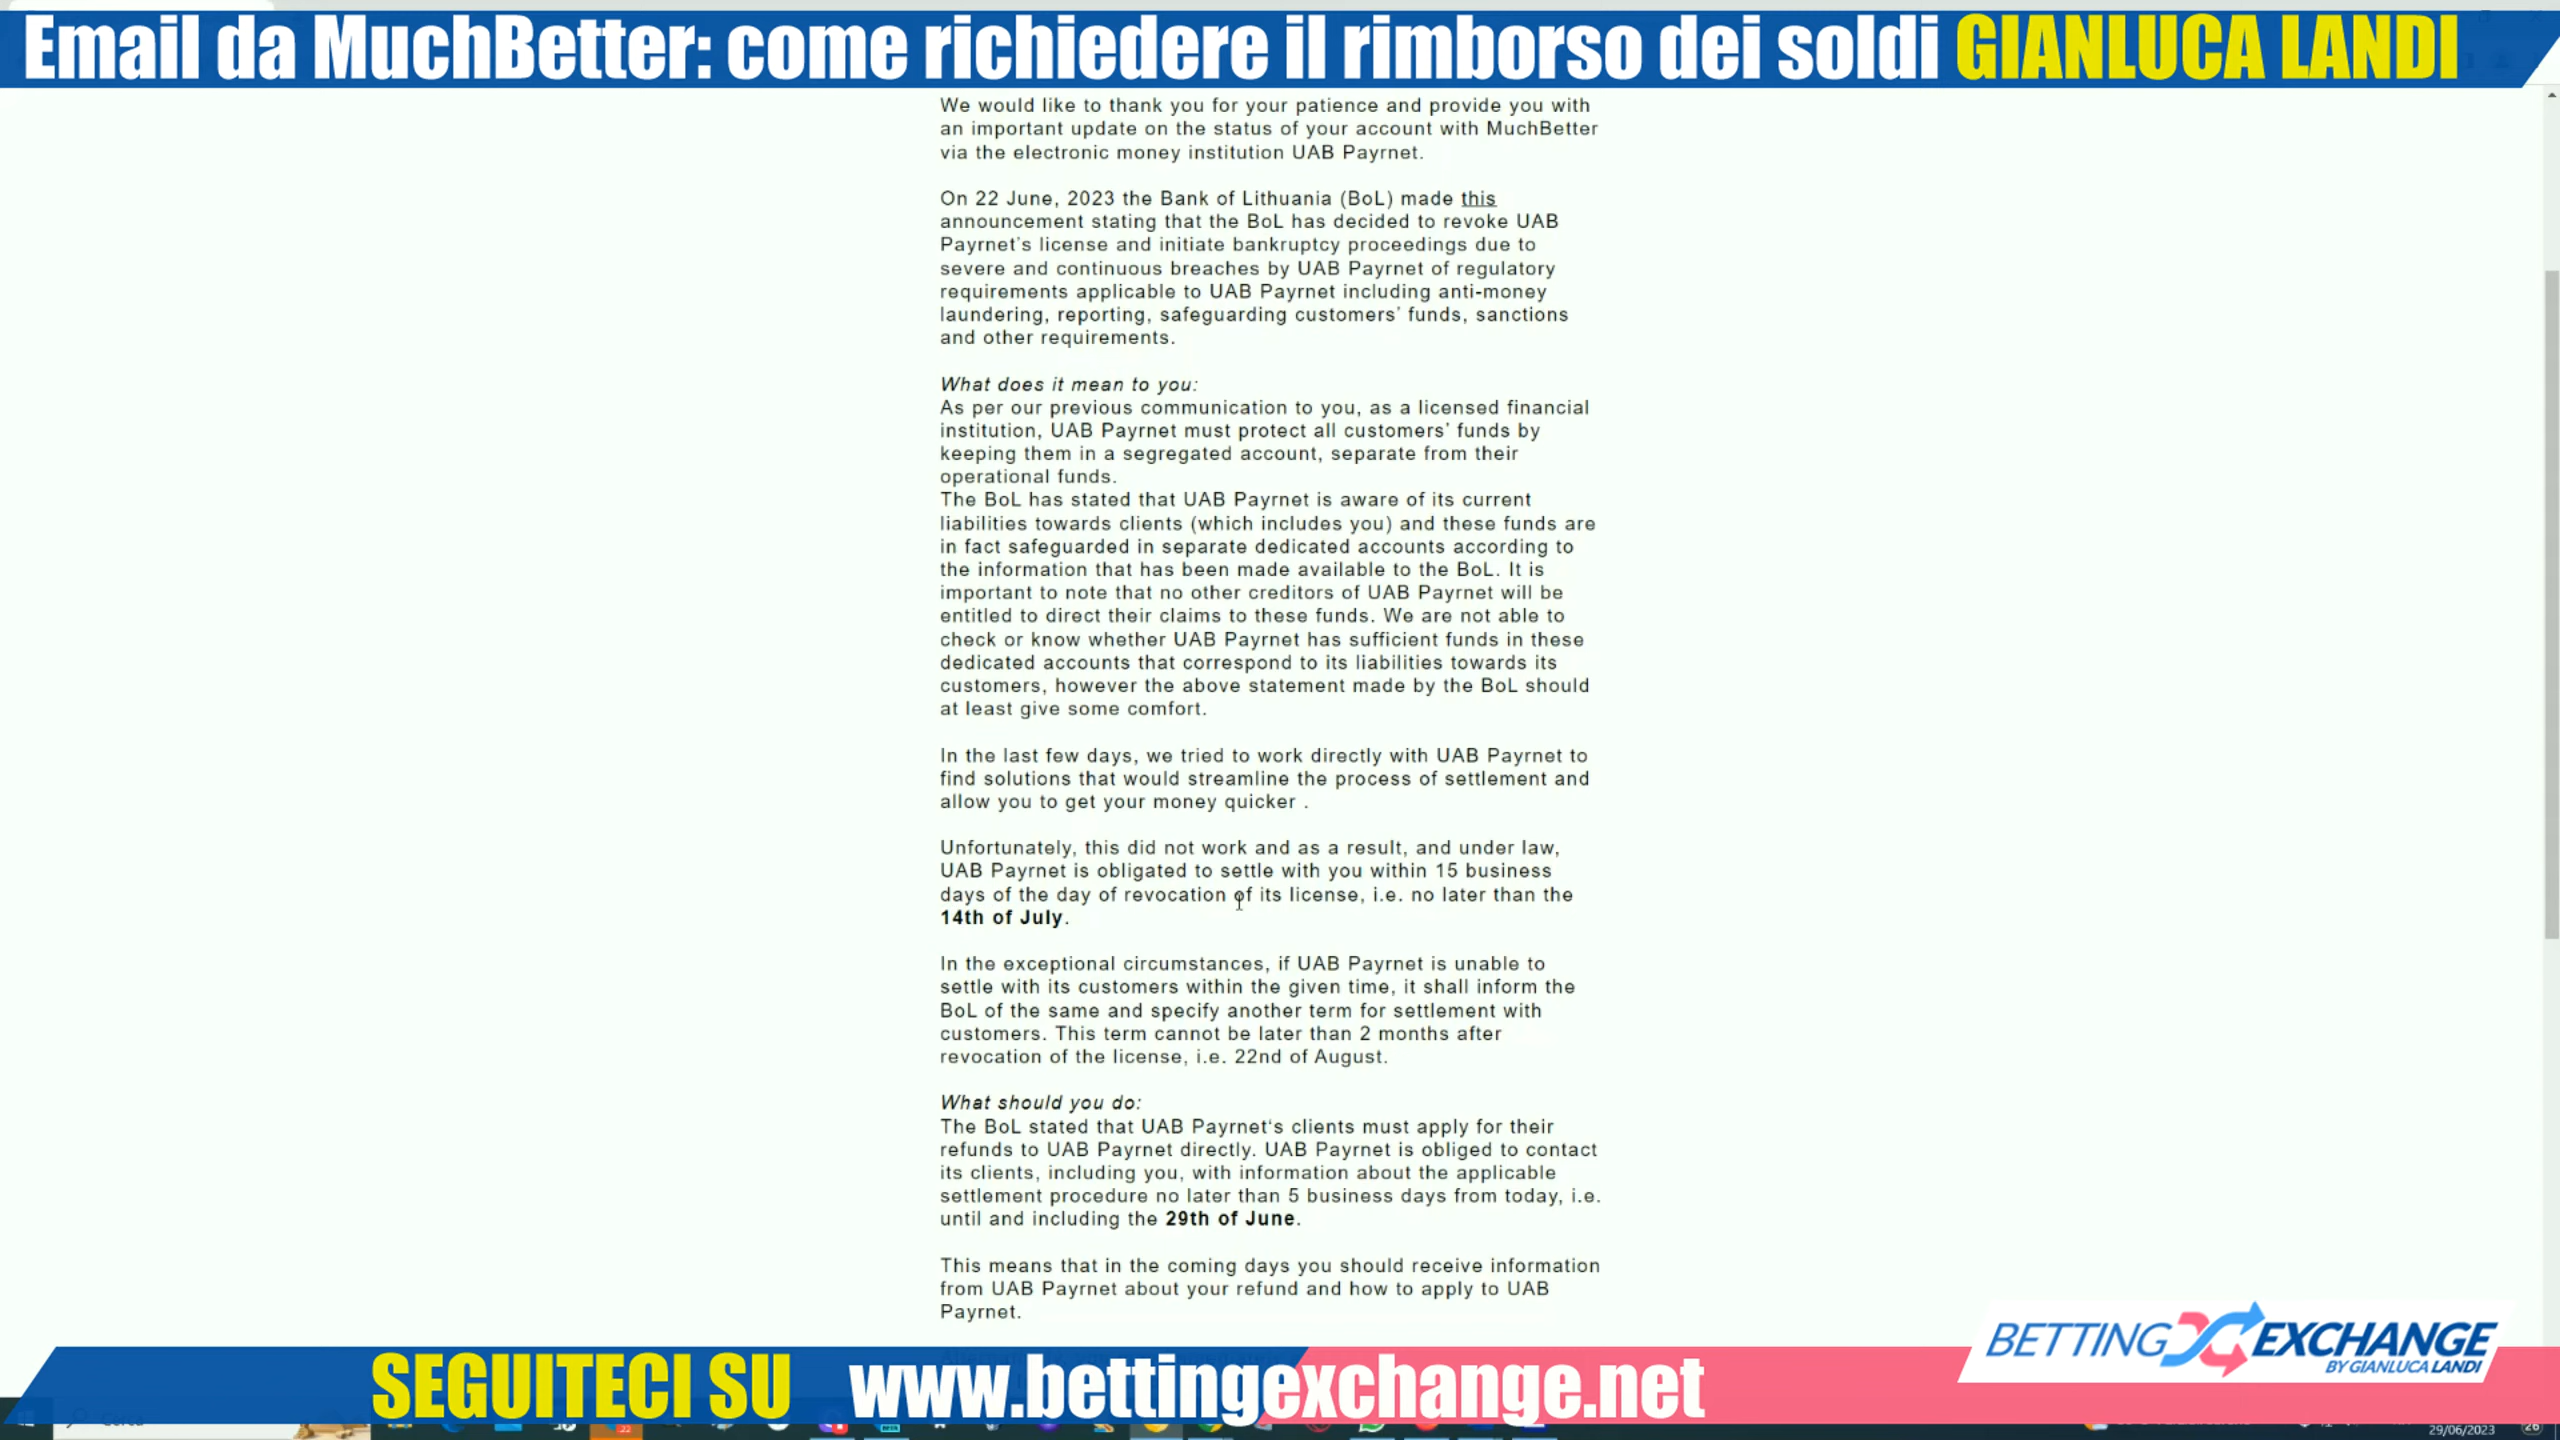 Email da MuchBetter: come richiedere il rimborso dei soldi GIANLUCA LANDI
We would like to thank you for your patience and provide you with
an important update on the status of your account with MuchBetter
via the electronic money institution UAB Payrnet.
On 22 June, 2023 the Bank of Lithuania (BoL) made this
announcement stating that the BoL has decided to revoke UAB
Payrnet's license and initiate bankruptcy proceedings due to
severe and continuous breaches by UAB Payrnet of regulatory
requirements applicable to UAB Payrnet including anti-money
laundering, reporting, safeguarding customers' funds, sanctions
and other requirements.
What does it mean to you:
As per our previous communication to you, as a licensed financial
institution, UAB Payrnet must protect all customers' funds by
keeping them in a segregated account, separate from their
operational funds.
The BoL has stated that UAB Payrnet is aware of its current
liabilities towards clients (which includes you) and these funds are
in fact safeguarded in separate dedicated accounts according to
the information that has been made available to the BoL. It is
important to note that no other creditors of UAB Payrnet will be
entitled to direct their claims to these funds. We are not able to
check or know whether UAB Payrnet has sufficient funds in these
dedicated accounts that correspond to its liabilities towards its
customers, however the above statement made by the BoL should
at least give some comfort.
In the last few days, we tried to work directly with UAB Payrnet to
find solutions that would streamline the process of settlement and
allow you to get your money quicker .
Unfortunately, this did not work and as a result, and under law,
UAB Payrnet is obligated to settle with you within 15 business
days of the day of revocation of its license, i.e. no later than the
14th of July.
In the exceptional circumstances, if UAB Payrnet is unable to
settle with its customers within the given time, it shall inform the
BoL of the same and specify another term for settlement with
customers. This term cannot be later than 2 months after
revocation of the license, i.e. 22nd of August.
What should you do:
The BoL stated that UAB Payrnet‘s clients must apply for their
refunds to UAB Payrnet directly. UAB Payrnet is obliged to contact
its clients, including you, with information about the applicable
settlement procedure no later than 5 business days from today, i.e.
until and including the 29th of June.
This means that in the coming days you should receive information
from UAB Payrnet about your refund and how to apply to UAB
Payrnet.
BETTING EXCHANGE
BY GIANLUCA LANDI
SEGUITECI SU www.bettingexchange.net
Cerca
22
29/06/2023
26